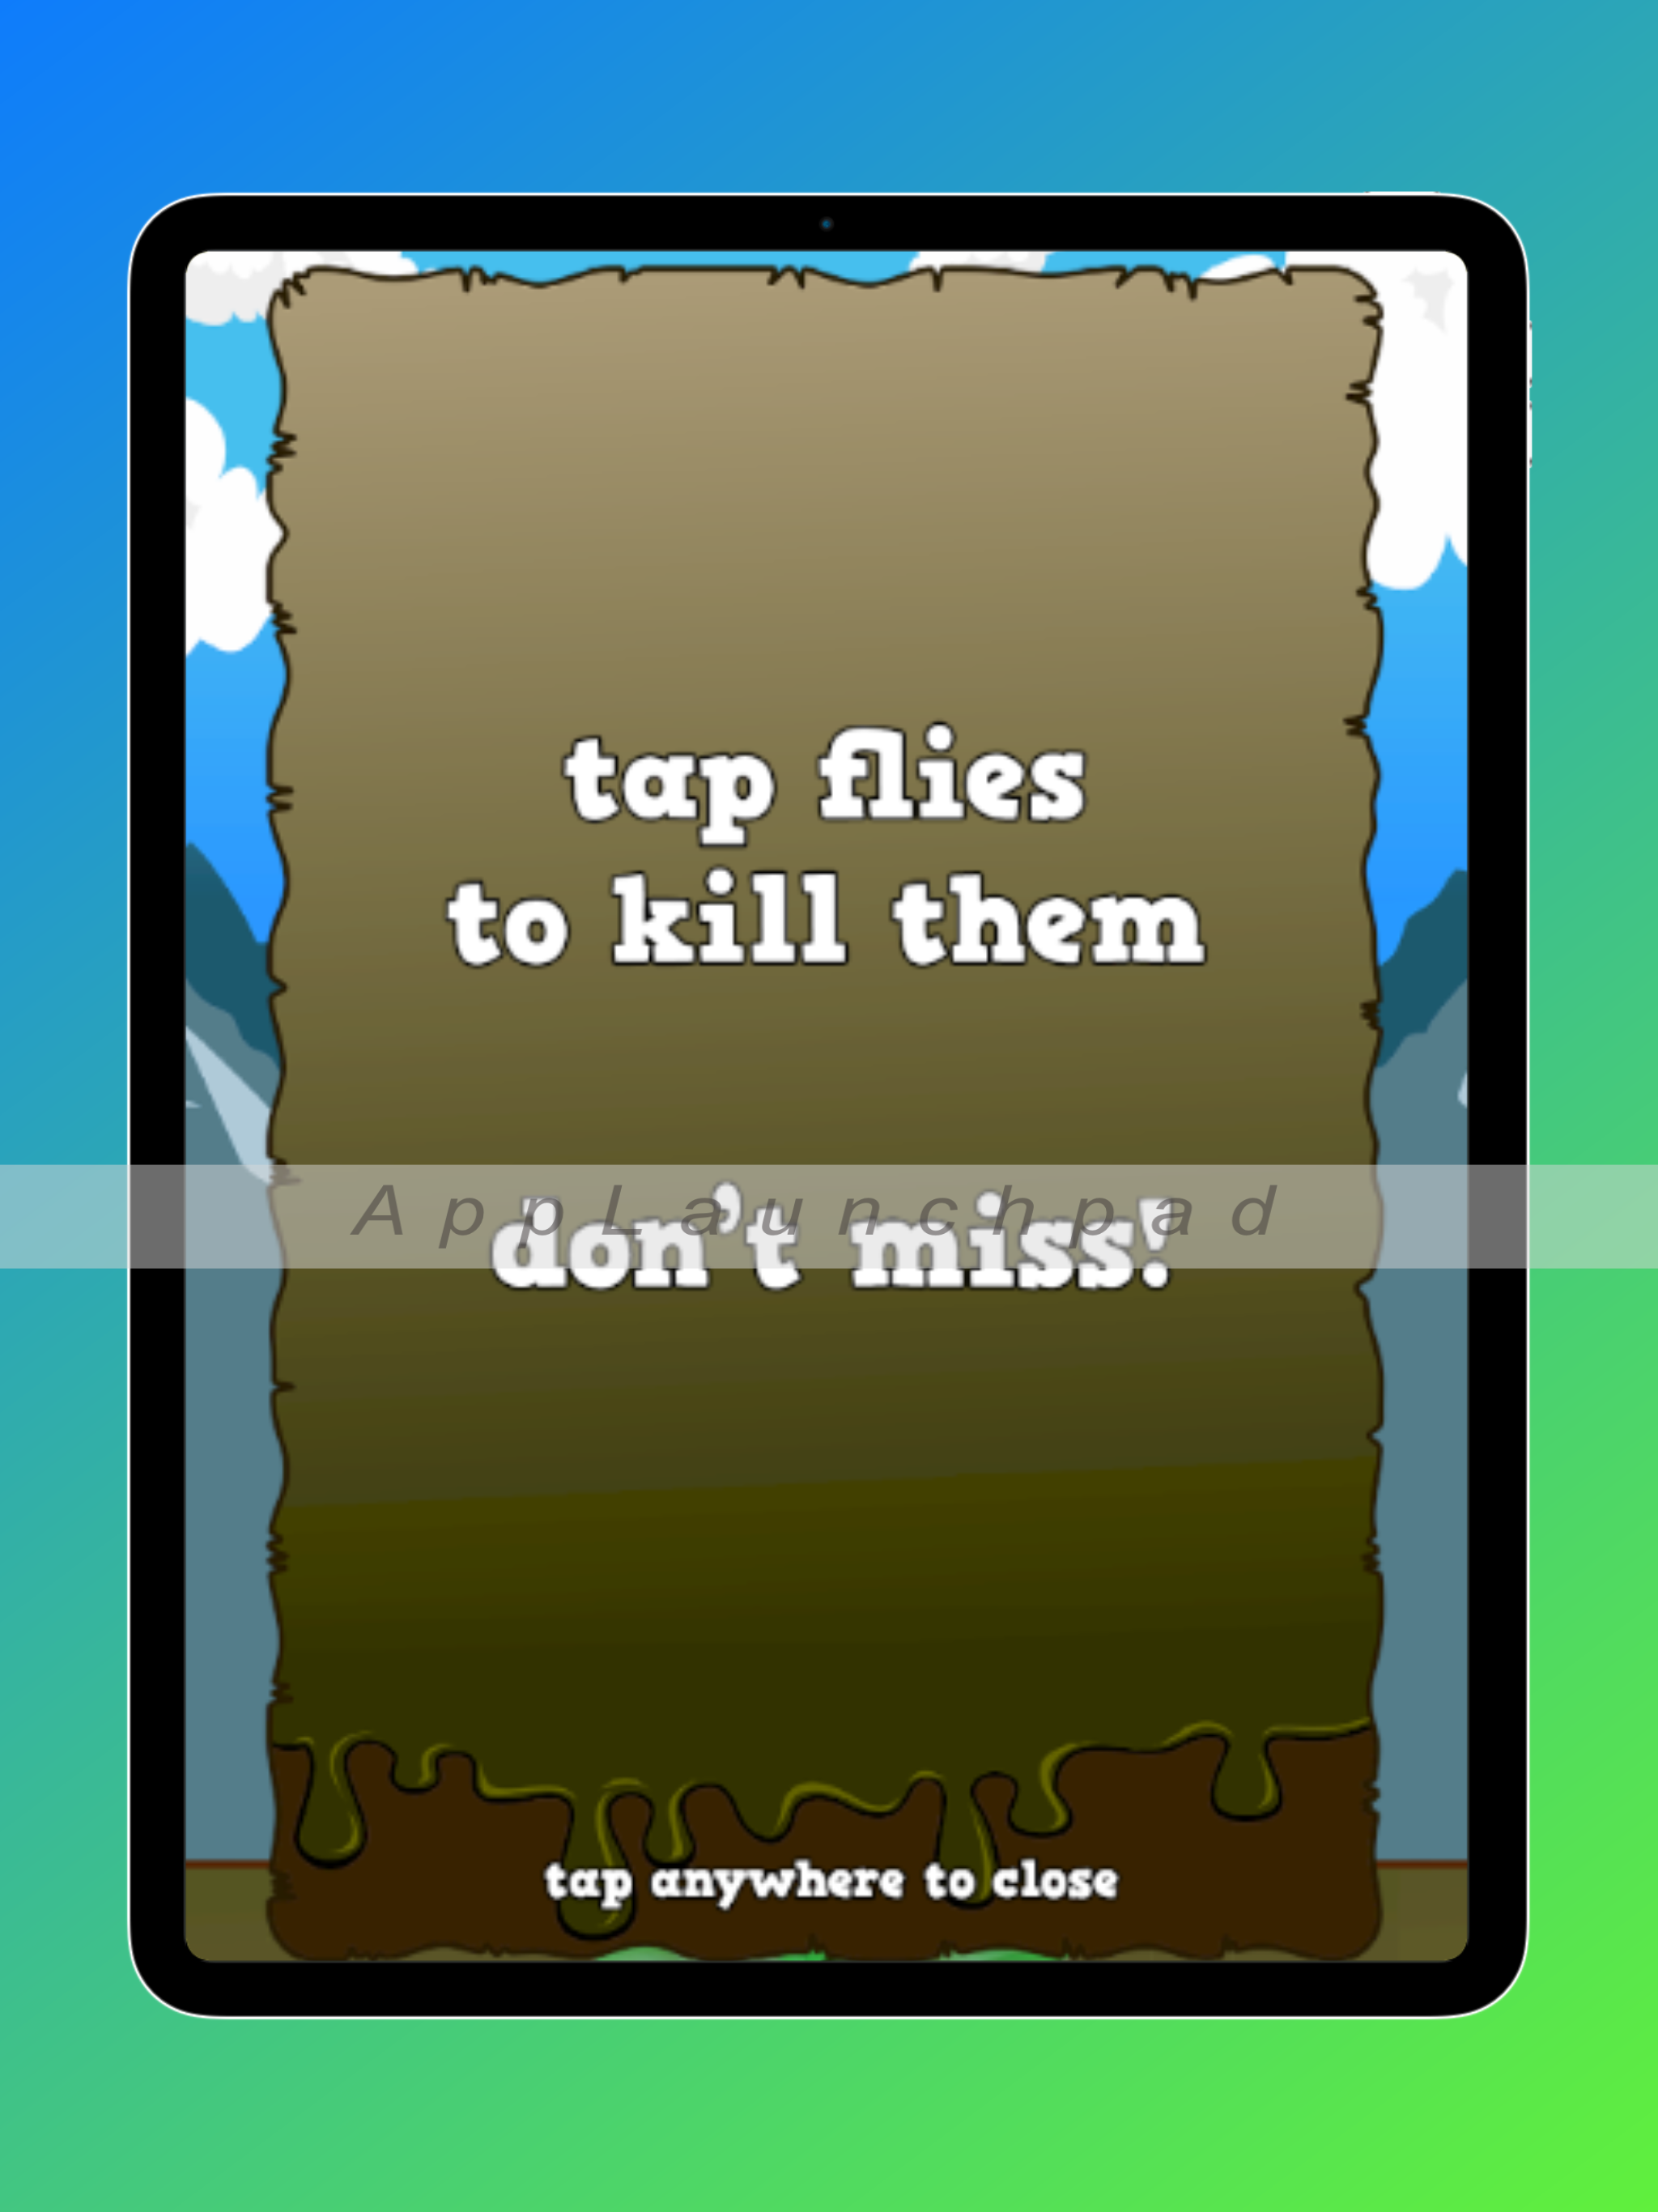 tap flies
to kill them
AppLaunchpad
don't miss!
tap anywhere to close